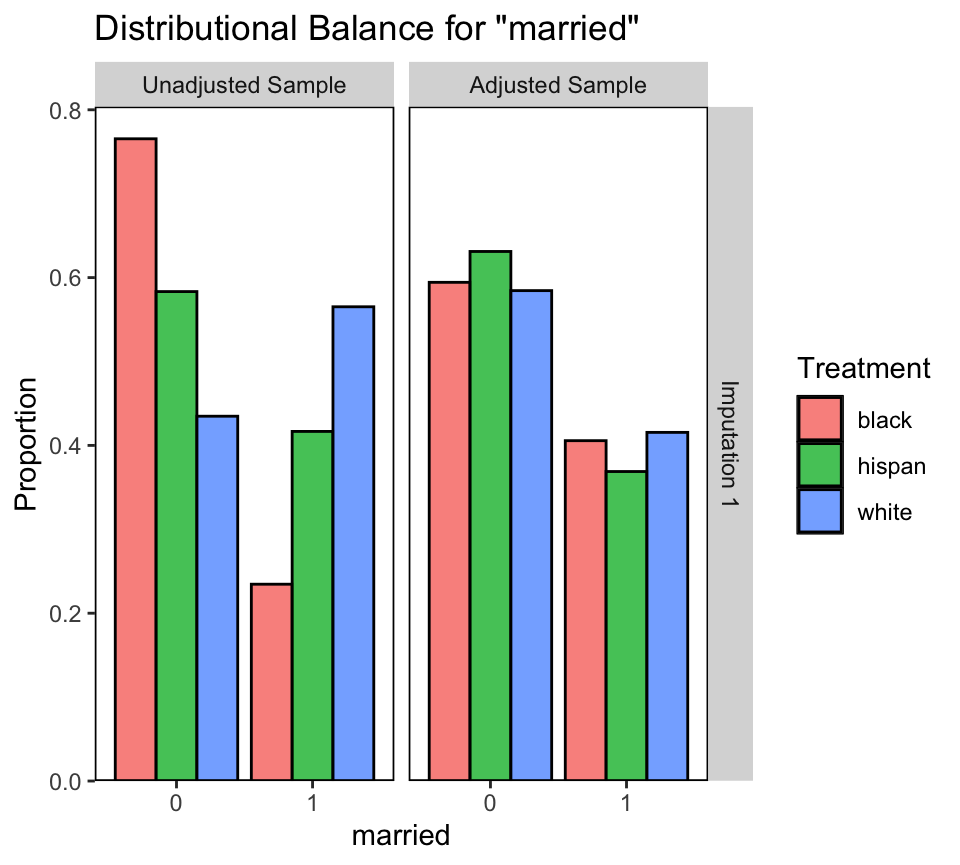 Distributional Balance for "married"
Unadjusted Sample
Adjusted Sample
0.8
0.6
0.4
0.2
0.0
Proportion
0
1
0
1
married
Imputation 1
Treatment
black
hispan
white